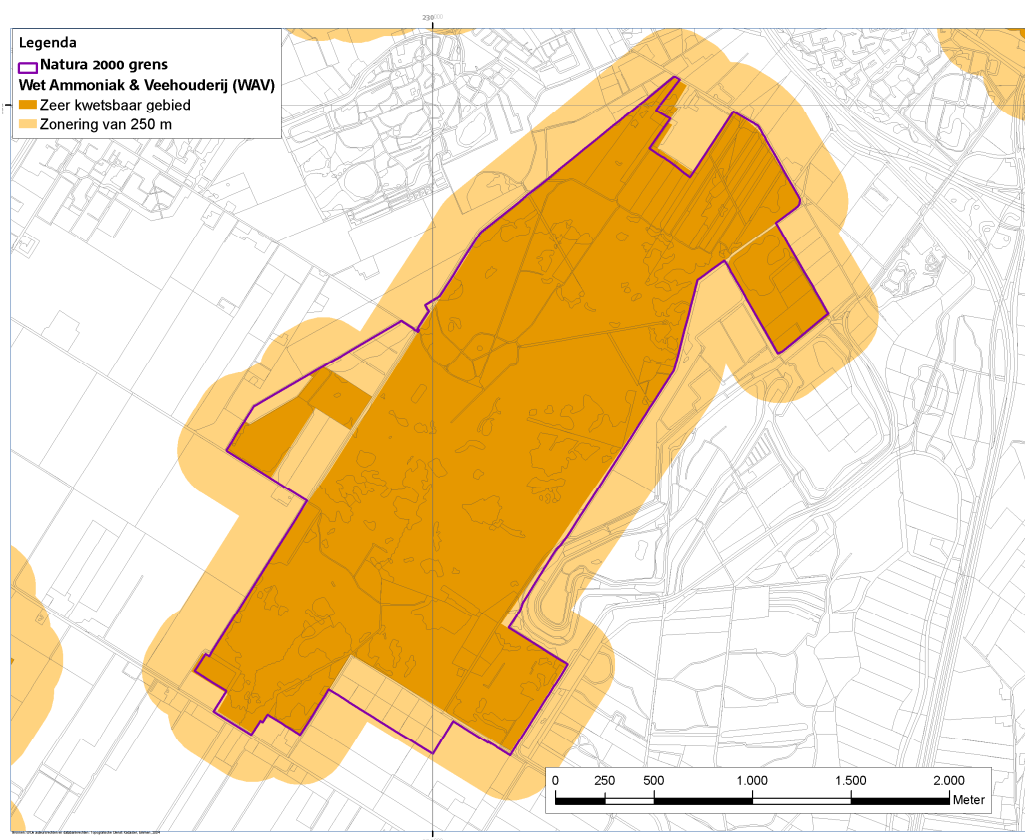 230
Legenda
Natura 2000 grens
Wet Ammoniak & Veehouderij (WAV)
Zeer kwetsbaar gebied
Zonering van 250 m
0 250 500 1.000 1.500 2.000
Meter